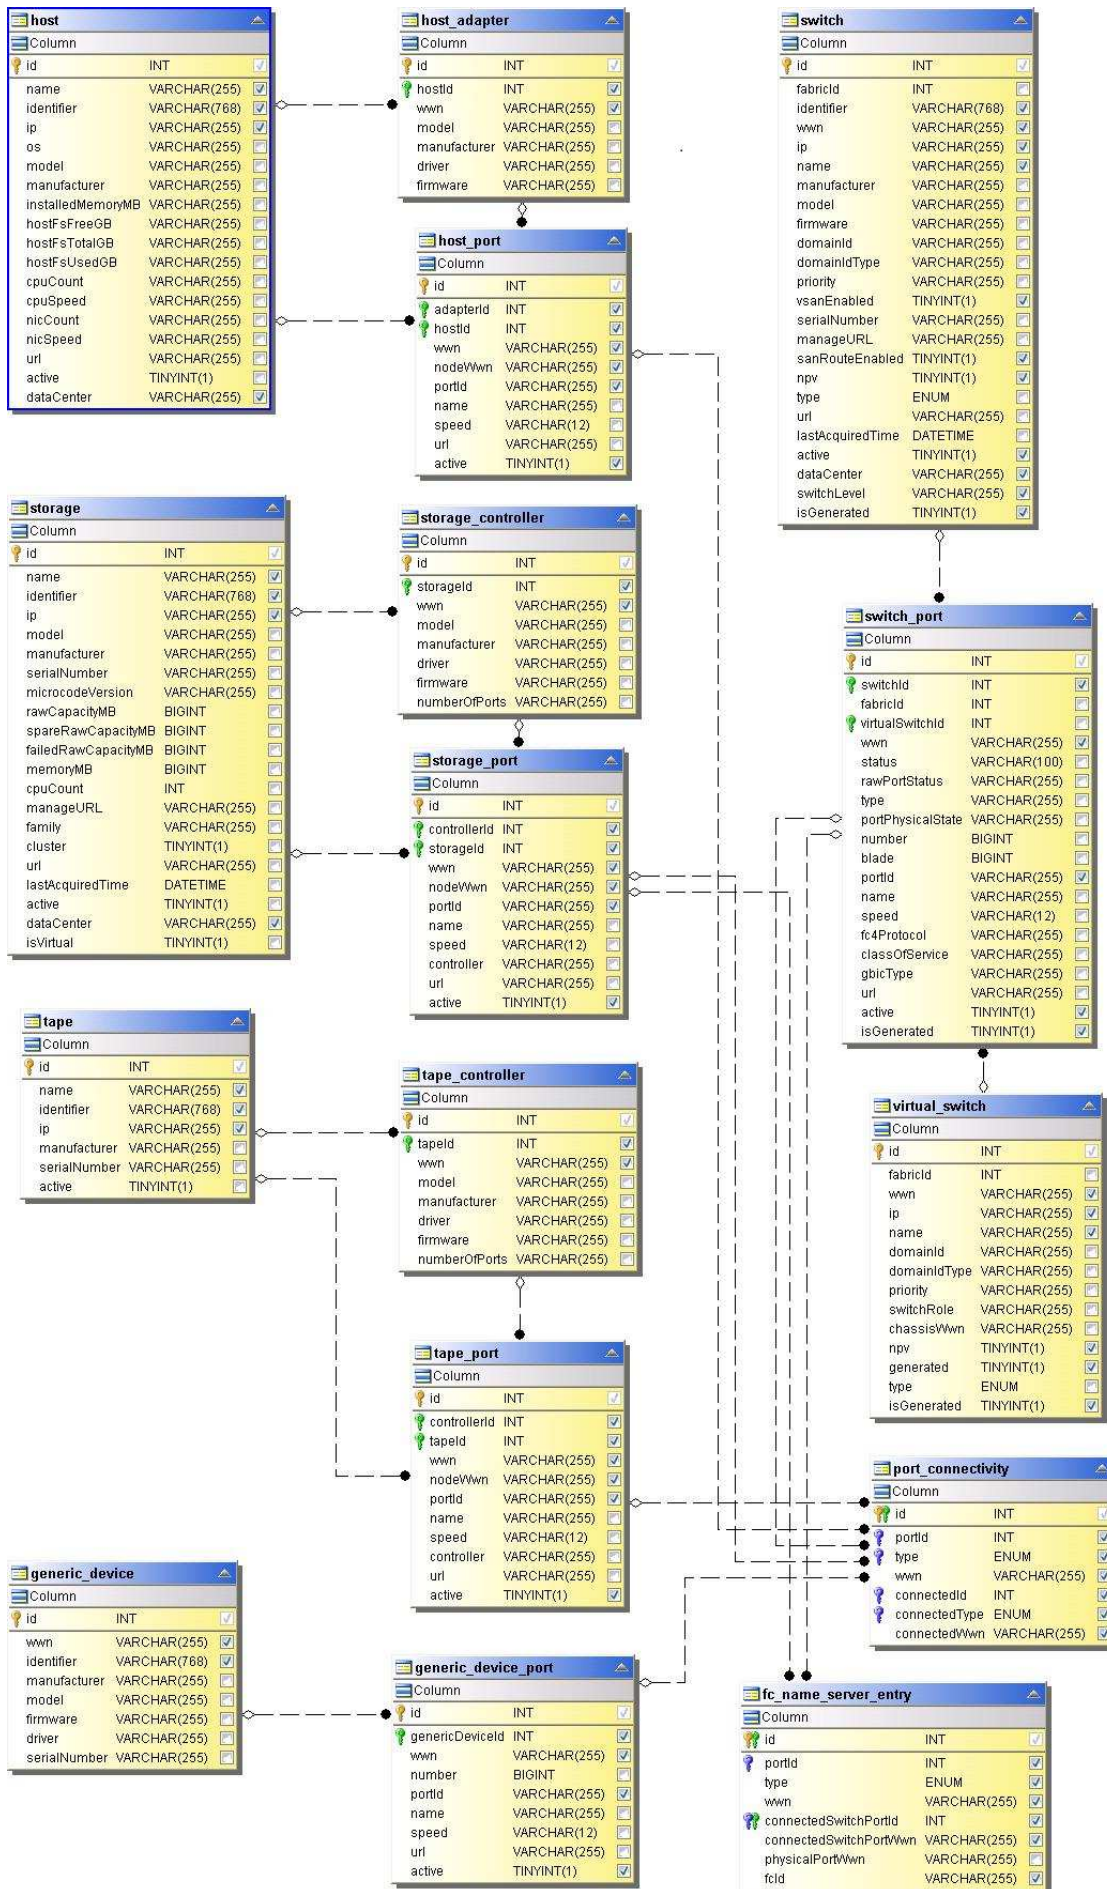 host
Column
id INT
name VARCHAR(255)
identifier VARCHAR(768)
ip VARCHAR(255)
os VARCHAR(255)
model VARCHAR(255)
manufacturer VARCHAR(255)
installedMemoryMB VARCHAR(255)
hostFsFreeGB VARCHAR(255)
hostFsTotalGB VARCHAR(255)
hostFsUsedGB VARCHAR(255)
cpuCount VARCHAR(255)
cpuSpeed VARCHAR(255)
nicCount VARCHAR(255)
nicSpeed VARCHAR(255)
url VARCHAR(255)
active TINYINT(1)
dataCenter VARCHAR(255)
host_adapter
Column
id INT
hostId INT
wwn VARCHAR(255)
model VARCHAR(255)
manufacturer VARCHAR(255)
driver VARCHAR(255)
firmware VARCHAR(255)
host_port
Column
id INT
adapterId INT
hostId INT
wwn VARCHAR(255)
nodeWwn VARCHAR(255)
portId VARCHAR(255)
name VARCHAR(255)
speed VARCHAR(12)
url VARCHAR(255)
active TINYINT(1)
switch
Column
id INT
fabricId INT
identifier VARCHAR(768)
wwn VARCHAR(255)
ip VARCHAR(255)
name VARCHAR(255)
manufacturer VARCHAR(255)
model VARCHAR(255)
firmware VARCHAR(255)
domainId VARCHAR(255)
domainIdType VARCHAR(255)
priority VARCHAR(255)
vsanEnabled TINYINT(1)
serialNumber VARCHAR(255)
manageURL VARCHAR(255)
sanRouteEnabled TINYINT(1)
npv TINYINT(1)
type ENUM
url VARCHAR(255)
lastAcquiredTime DATETIME
active TINYINT(1)
dataCenter VARCHAR(255)
switchLevel VARCHAR(255)
isGenerated TINYINT(1)
storage
Column
id INT
name VARCHAR(255)
identifier VARCHAR(768)
ip VARCHAR(255)
model VARCHAR(255)
manufacturer VARCHAR(255)
serialNumber VARCHAR(255)
microcodeVersion VARCHAR(255)
rawCapacityMB BIGINT
spareRawCapacityMB BIGINT
failedRawCapacityMB BIGINT
memoryMB BIGINT
cpuCount INT
manageURL VARCHAR(255)
family VARCHAR(255)
cluster TINYINT(1)
url VARCHAR(255)
lastAcquiredTime DATETIME
active TINYINT(1)
dataCenter VARCHAR(255)
isVirtual TINYINT(1)
storage_controller
Column
id INT
storageId INT
wwn VARCHAR(255)
model VARCHAR(255)
manufacturer VARCHAR(255)
driver VARCHAR(255)
firmware VARCHAR(255)
numberOfPorts VARCHAR(255)
storage_port
Column
id INT
controllerId INT
storageId INT
wwn VARCHAR(255)
nodeWwn VARCHAR(255)
portId VARCHAR(255)
name VARCHAR(255)
speed VARCHAR(12)
controller VARCHAR(255)
url VARCHAR(255)
active TINYINT(1)
switch_port
Column
id INT
switchId INT
fabricId INT
virtualSwitchId INT
wwn VARCHAR(255)
status VARCHAR(100)
rawPortStatus VARCHAR(255)
type VARCHAR(255)
portPhysicalState VARCHAR(255)
number BIGINT
blade BIGINT
portId VARCHAR(255)
name VARCHAR(255)
speed VARCHAR(12)
fc4Protocol VARCHAR(255)
classOfService VARCHAR(255)
gbicType VARCHAR(255)
url VARCHAR(255)
active TINYINT(1)
isGenerated TINYINT(1)
tape
Column
id INT
name VARCHAR(255)
identifier VARCHAR(768)
ip VARCHAR(255)
manufacturer VARCHAR(255)
serialNumber VARCHAR(255)
active TINYINT(1)
tape_controller
Column
id INT
tapeId INT
wwn VARCHAR(255)
model VARCHAR(255)
manufacturer VARCHAR(255)
driver VARCHAR(255)
firmware VARCHAR(255)
numberOfPorts VARCHAR(255)
virtual_switch
Column
id INT
fabricId INT
wwn VARCHAR(255)
ip VARCHAR(255)
name VARCHAR(255)
domainId VARCHAR(255)
domainIdType VARCHAR(255)
priority VARCHAR(255)
switchRole VARCHAR(255)
chassisWwn VARCHAR(255)
npv TINYINT(1)
generated TINYINT(1)
type ENUM
isGenerated TINYINT(1)
tape_port
Column
id INT
controllerId INT
tapeId INT
wwn VARCHAR(255)
nodeWwn VARCHAR(255)
portId VARCHAR(255)
name VARCHAR(255)
speed VARCHAR(12)
controller VARCHAR(255)
url VARCHAR(255)
active TINYINT(1)
port_connectivity
Column
id INT
portId INT
type ENUM
wwn VARCHAR(255)
connectedId INT
connectedType ENUM
connectedWwn VARCHAR(255)
generic_device
Column
id INT
wwn VARCHAR(255)
identifier VARCHAR(768)
manufacturer VARCHAR(255)
model VARCHAR(255)
firmware VARCHAR(255)
driver VARCHAR(255)
serialNumber VARCHAR(255)
generic_device_port
Column
id INT
genericDeviceId INT
wwn VARCHAR(255)
number BIGINT
portId VARCHAR(255)
name VARCHAR(255)
speed VARCHAR(12)
url VARCHAR(255)
active TINYINT(1)
fc_name_server_entry
Column
id INT
portId INT
type ENUM
wwn VARCHAR(255)
connectedSwitchPortId INT
connectedSwitchPortWwn VARCHAR(255)
physicalPortWwn VARCHAR(255)
fcId VARCHAR(255)